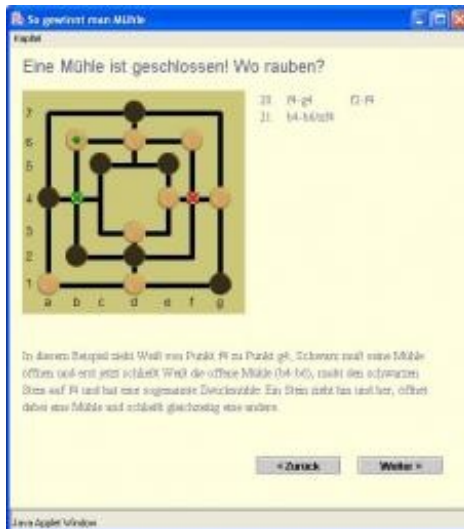 So gewinnt man Mühle
Kapitel
Eine Mühle ist geschlossen! Wo rauben?
20. f4-g4 f2-f4
21. b4-b6/xf4
7
6
5
4
3
2
1
a b c d e f g
In diesem Beispiel zieht Weiß von Punkt f4 zu Punkt g4, Schwarz muß seine Mühle
öffnen und erst jetzt schließt Weiß die offene Mühle (b4-b6), raubt den schwarzen
Stein auf f4 und hat eine sogenannte Zwickmühle. Ein Stein zieht hin und her, öffnet
dabei eine Mühle und schließt gleichzeitig eine andere.
« Zurück Weiter »
Java Applet Window